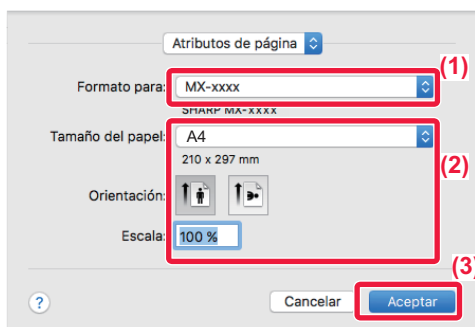 Atributos de página
(1)
Formato para: MX-xxxx
SHARP MX-xxxx
Tamaño del papel: A4
210 x 297 mm
(2)
Orientación:
Escala: 100 %
(3)
? Cancelar Aceptar